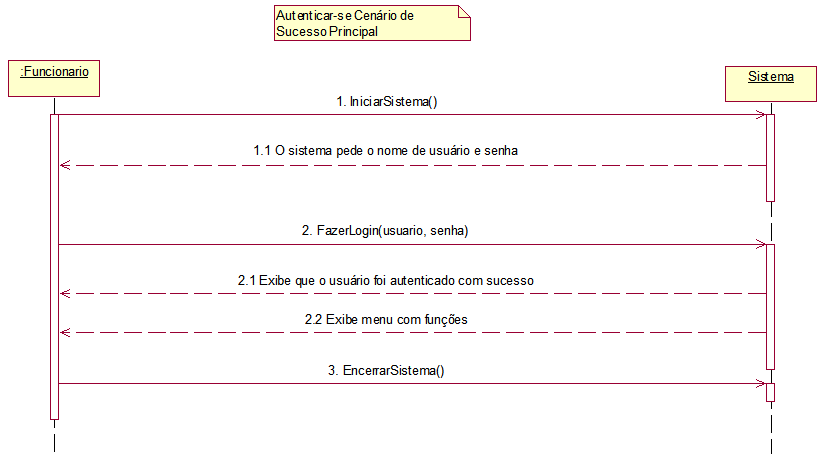 Autenticar-se Cenário de
Sucesso Principal
:Funcionario
Sistema
1. IniciarSistema()
1.1 O sistema pede o nome de usuário e senha
2. FazerLogin(usuario, senha)
2.1 Exibe que o usuário foi autenticado com sucesso
2.2 Exibe menu com funções
3. EncerrarSistema()